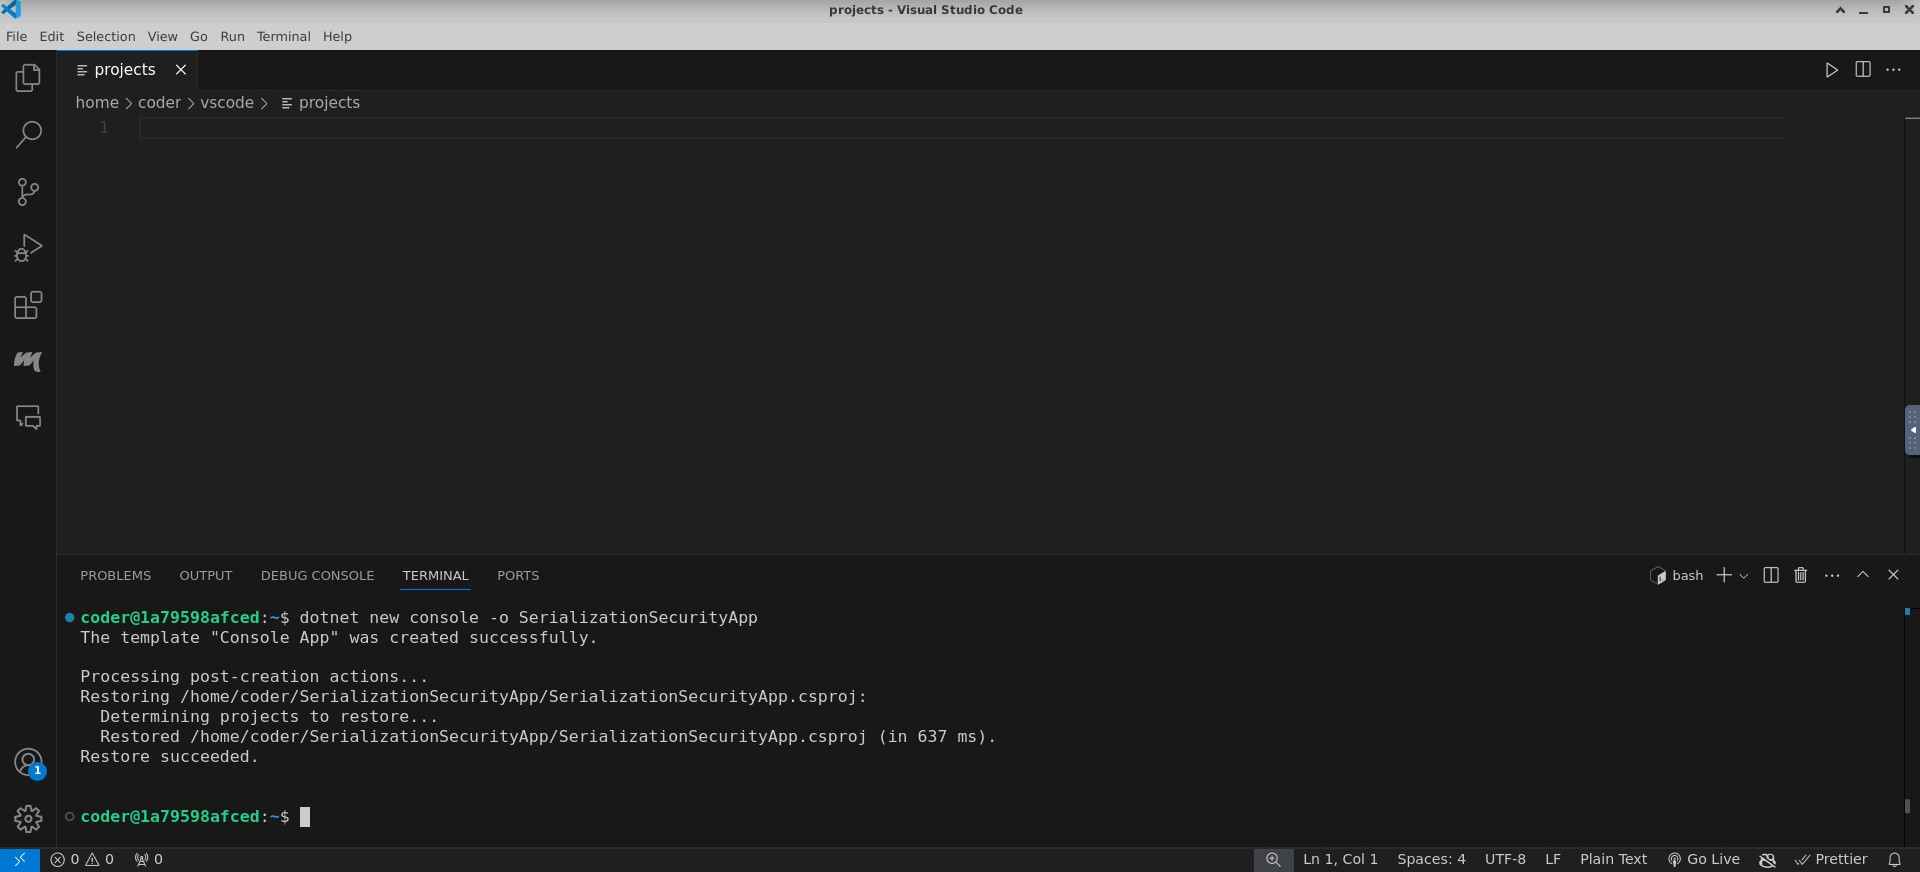 projects - Visual Studio Code
File Edit Selection View Go Run Terminal Help
projects
home > coder > vscode > projects
1
PROBLEMS OUTPUT DEBUG CONSOLE TERMINAL PORTS
bash
coder@1a79598afced:~$ dotnet new console -o SerializationSecurityApp
The template "Console App" was created successfully.
Processing post-creation actions...
Restoring /home/coder/SerializationSecurityApp/SerializationSecurityApp.csproj:
Determining projects to restore...
Restored /home/coder/SerializationSecurityApp/SerializationSecurityApp.csproj (in 637 ms).
Restore succeeded.
1
coder@1a79598afced:~$
0 0 0 Ln 1, Col 1 Spaces: 4 UTF-8 LF Plain Text Go Live Prettier